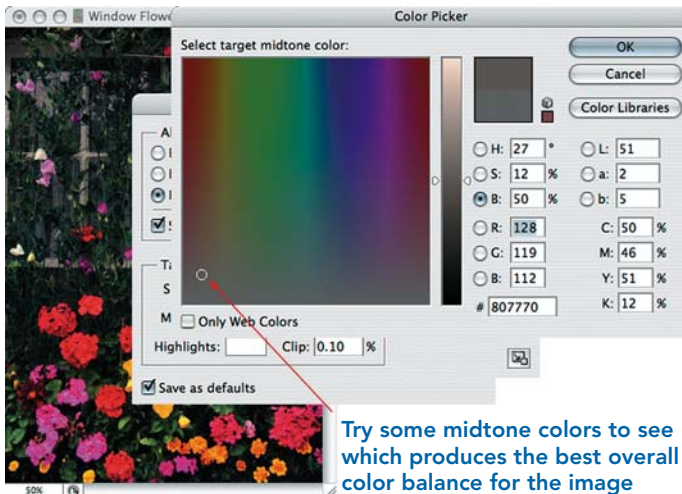 Window Flowe
Color Picker
Select target midtone color:
OK
Cancel
Color Libraries
H: 27 °
L: 51
S: 12 %
a: 2
B: 50 %
b: 5
R: 128
C: 50 %
G: 119
M: 46 %
B: 112
Y: 51 %
# 807770
K: 12 %
Only Web Colors
Highlights: Clip: 0.10 %
Save as defaults
Try some midtone colors to see
which produces the best overall
color balance for the image
50%